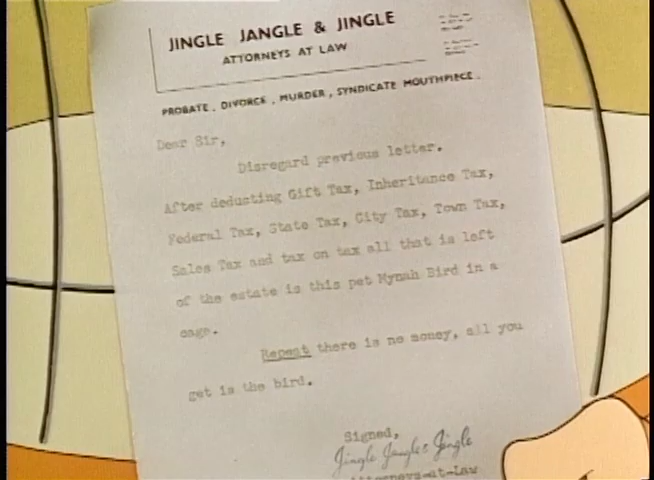 JINGLE JANGLE & JINGLE
ATTORNEYS AT LAW
PROBATE. DIVORCE. MURDER. SYNDICATE MOUTHPIECE.
Dear Sir,
Disregard previous letter.
After deducting Gift Tax, Inheritance Tax,
Federal Tax, State Tax, City Tax, Town Tax,
Sales Tax and tax on tax all that is left
of the estate is this pet Mynah Bird in a
cage.
Repeat there is no money, all you
get is the bird.
Signed,
Jingle Jangle & Jingle
Attorneys-at-Law